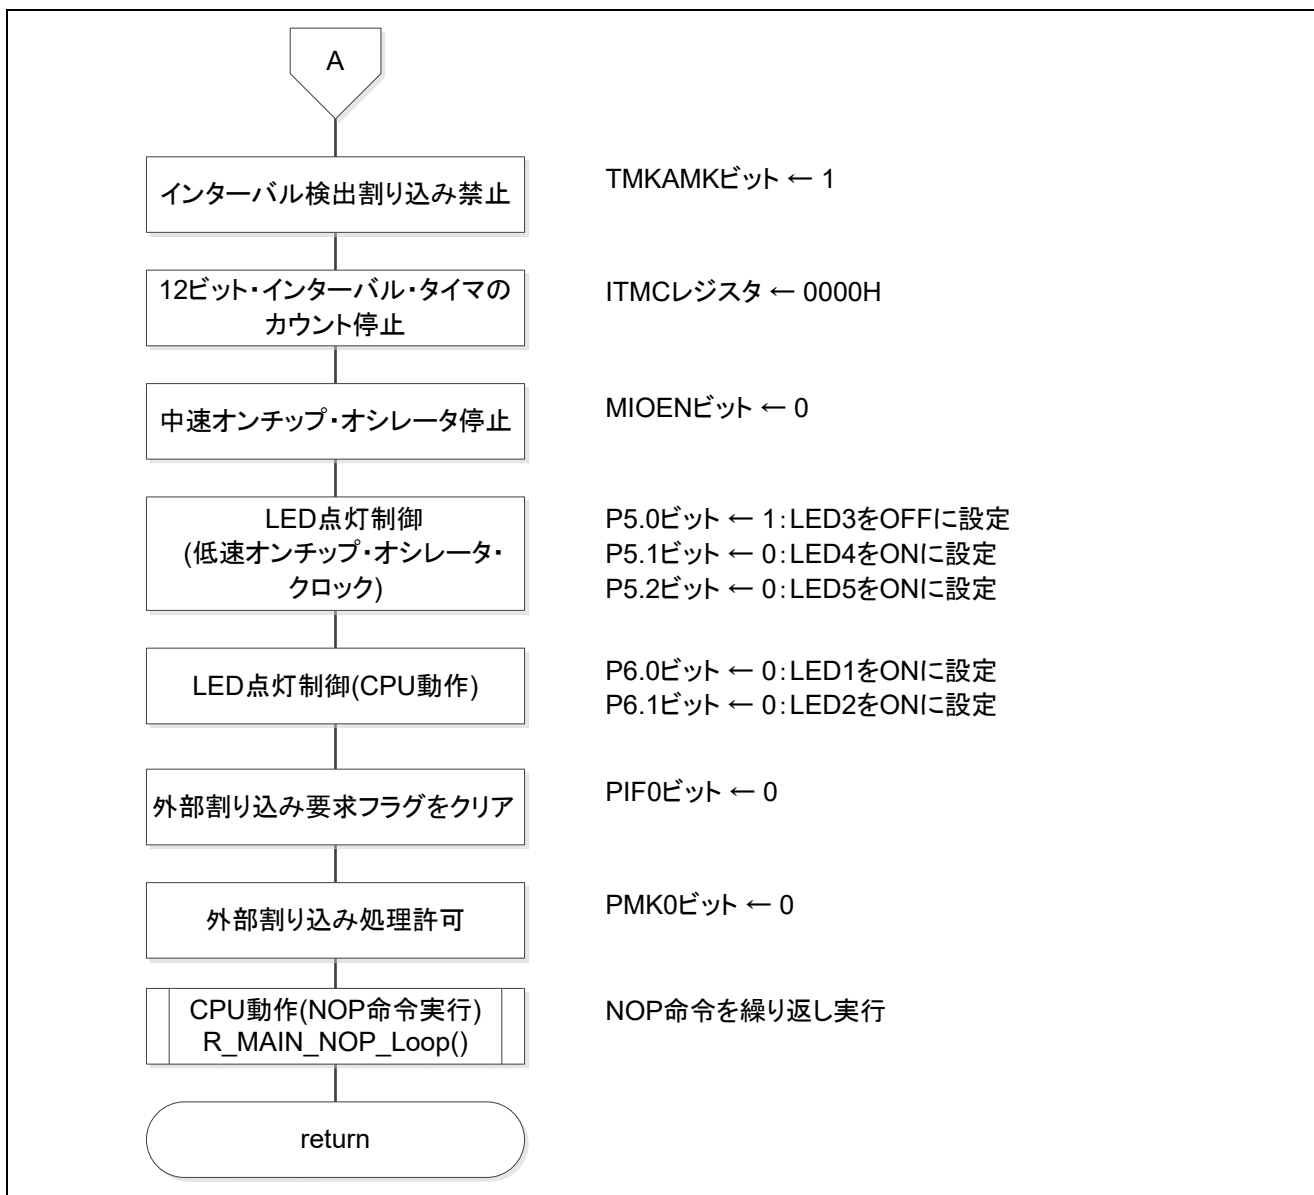 A
インターバル検出割り込み禁止
TMKAMKビット ← 1
12ビット・インターバル・タイマの
カウント停止
ITMCレジスタ ← 0000H
中速オンチップ・オシレータ停止
MIOENビット ← 0
LED点灯制御
(低速オンチップ・オシレータ・
クロック)
P5.0ビット ← 1：LED3をOFFに設定
P5.1ビット ← 0：LED4をONに設定
P5.2ビット ← 0：LED5をONに設定
LED点灯制御(CPU動作)
P6.0ビット ← 0：LED1をONに設定
P6.1ビット ← 0：LED2をONに設定
外部割り込み要求フラグをクリア
PIF0ビット ← 0
外部割り込み処理許可
PMK0ビット ← 0
CPU動作(NOP命令実行)
R_MAIN_NOP_Loop()
NOP命令を繰り返し実行
return